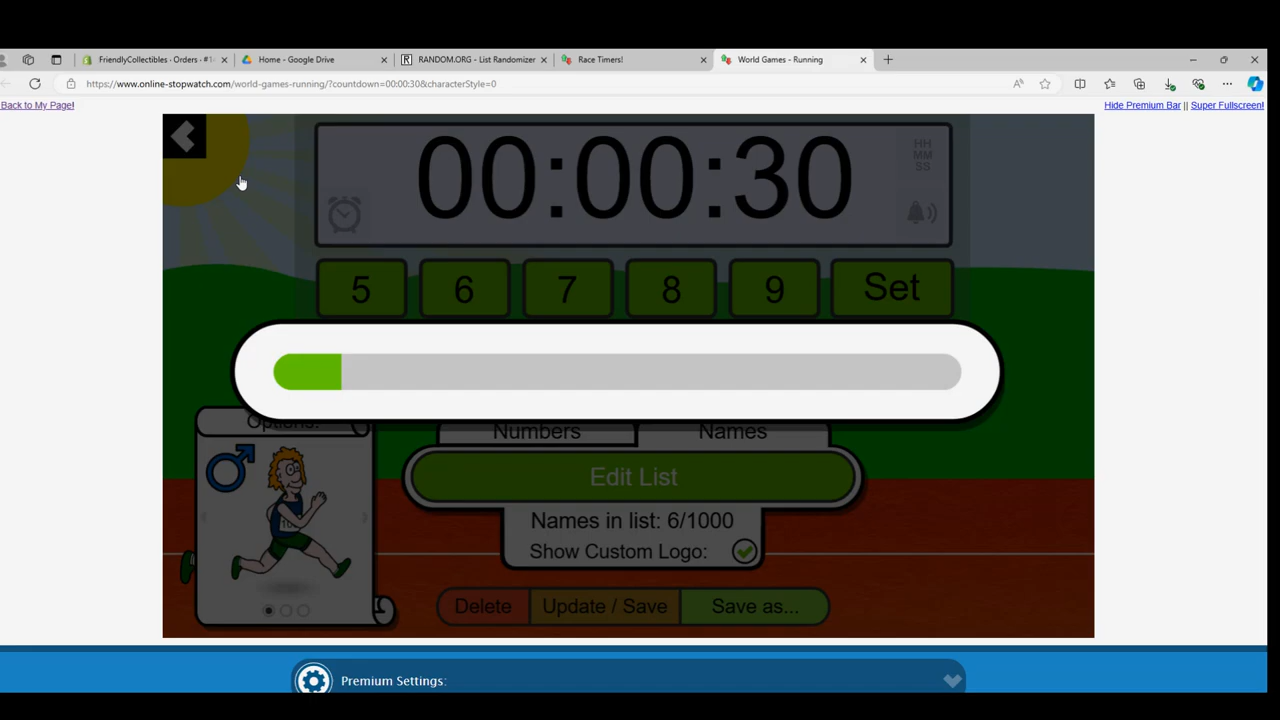 FriendlyCollectibles · Orders · #1
Home - Google Drive
RANDOM.ORG - List Randomizer
Race Timers!
World Games - Running
https://www.online-stopwatch.com/world-games-running/?countdown=00:00:30&characterStyle=0
Back to My Page!
Hide Premium Bar || Super Fullscreen!
00:00:30
HH
MM
SS
5 6 7 8 9 Set
Options:
Numbers Names
Edit List
Names in list: 6/1000
Show Custom Logo:
Delete Update / Save Save as...
Premium Settings: